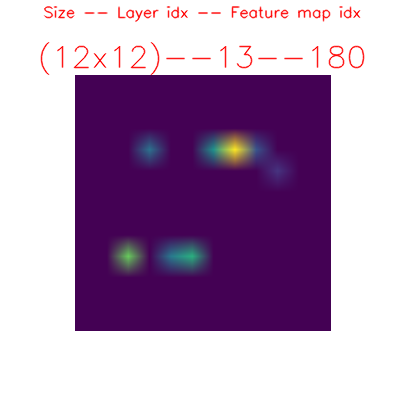 Size -- Layer idx -- Feature map idx
(12x12)--13--180